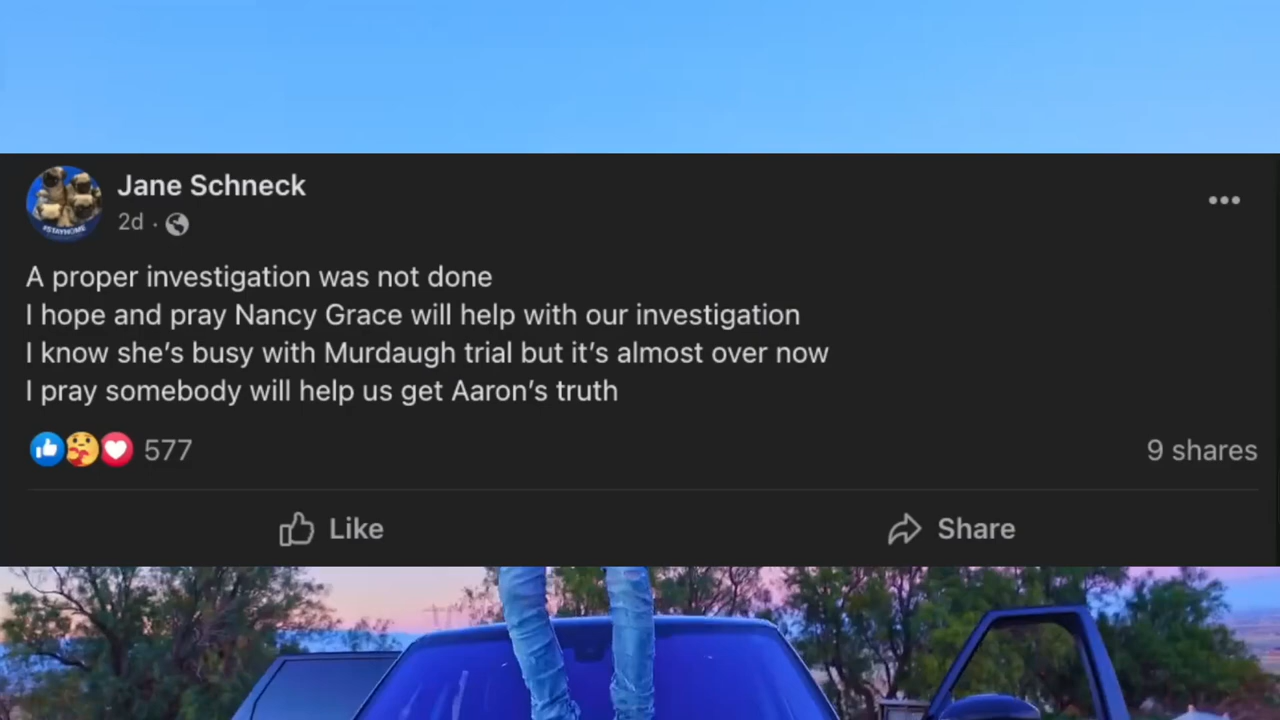 Jane Schneck
2d ·
#STAYHOME
A proper investigation was not done
I hope and pray Nancy Grace will help with our investigation
I know she's busy with Murdaugh trial but it's almost over now
I pray somebody will help us get Aaron's truth
577
9 shares
Like
Share